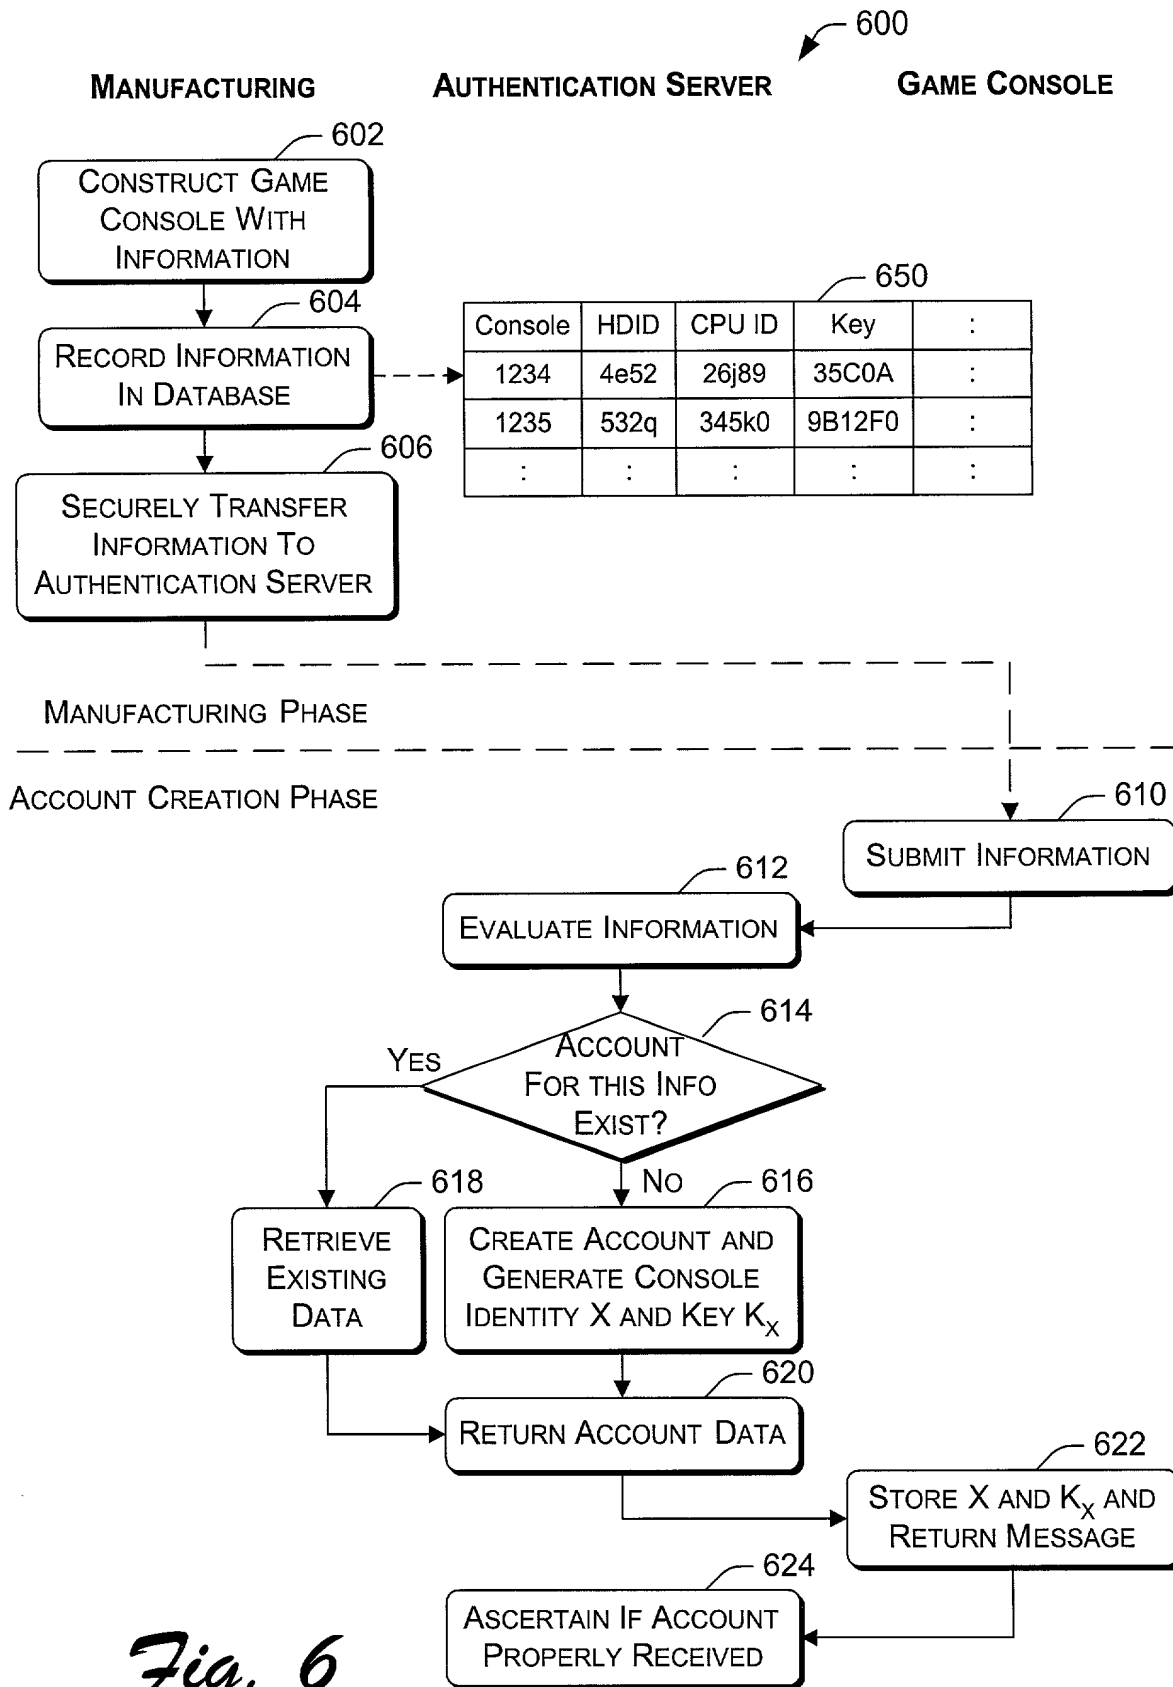 600
MANUFACTURING
AUTHENTICATION SERVER
GAME CONSOLE
602
CONSTRUCT GAME
CONSOLE WITH
INFORMATION
604
RECORD INFORMATION
IN DATABASE
650
Console HDID CPU ID Key :
1234 4e52 26j89 35C0A :
1235 532q 345k0 9B12F0 :
: : : : :
606
SECURELY TRANSFER
INFORMATION TO
AUTHENTICATION SERVER
MANUFACTURING PHASE
ACCOUNT CREATION PHASE
610
SUBMIT INFORMATION
612
EVALUATE INFORMATION
614
ACCOUNT
FOR THIS INFO
EXIST?
YES
NO
618
RETRIEVE
EXISTING
DATA
616
CREATE ACCOUNT AND
GENERATE CONSOLE
IDENTITY X AND KEY KX
620
RETURN ACCOUNT DATA
622
STORE X AND KX AND
RETURN MESSAGE
624
ASCERTAIN IF ACCOUNT
PROPERLY RECEIVED
Fig. 6